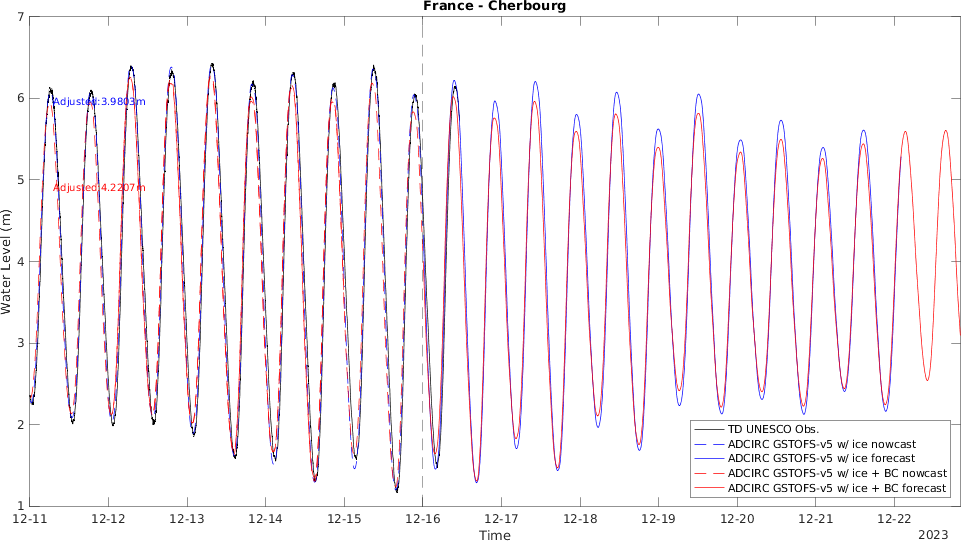 France - Cherbourg
7
6
5
4
3
2
1
Water Level (m)
Adjusted:3.9803m
Adjusted:4.2207m
TD UNESCO Obs.
ADCIRC GSTOFS-v5 w/ ice nowcast
ADCIRC GSTOFS-v5 w/ ice forecast
ADCIRC GSTOFS-v5 w/ ice + BC nowcast
ADCIRC GSTOFS-v5 w/ ice + BC forecast
12-11 12-12 12-13 12-14 12-15 12-16 12-17 12-18 12-19 12-20 12-21 12-22
2023
Time